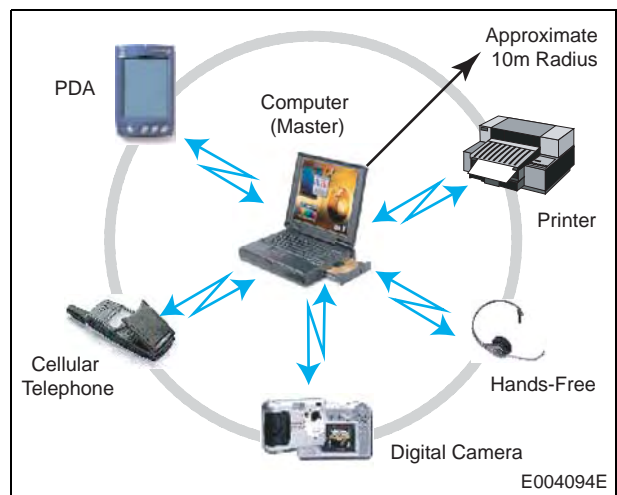 Approximate
10m Radius
PDA
Computer
(Master)
Printer
Cellular
Telephone
Hands-Free
Digital Camera
E004094E